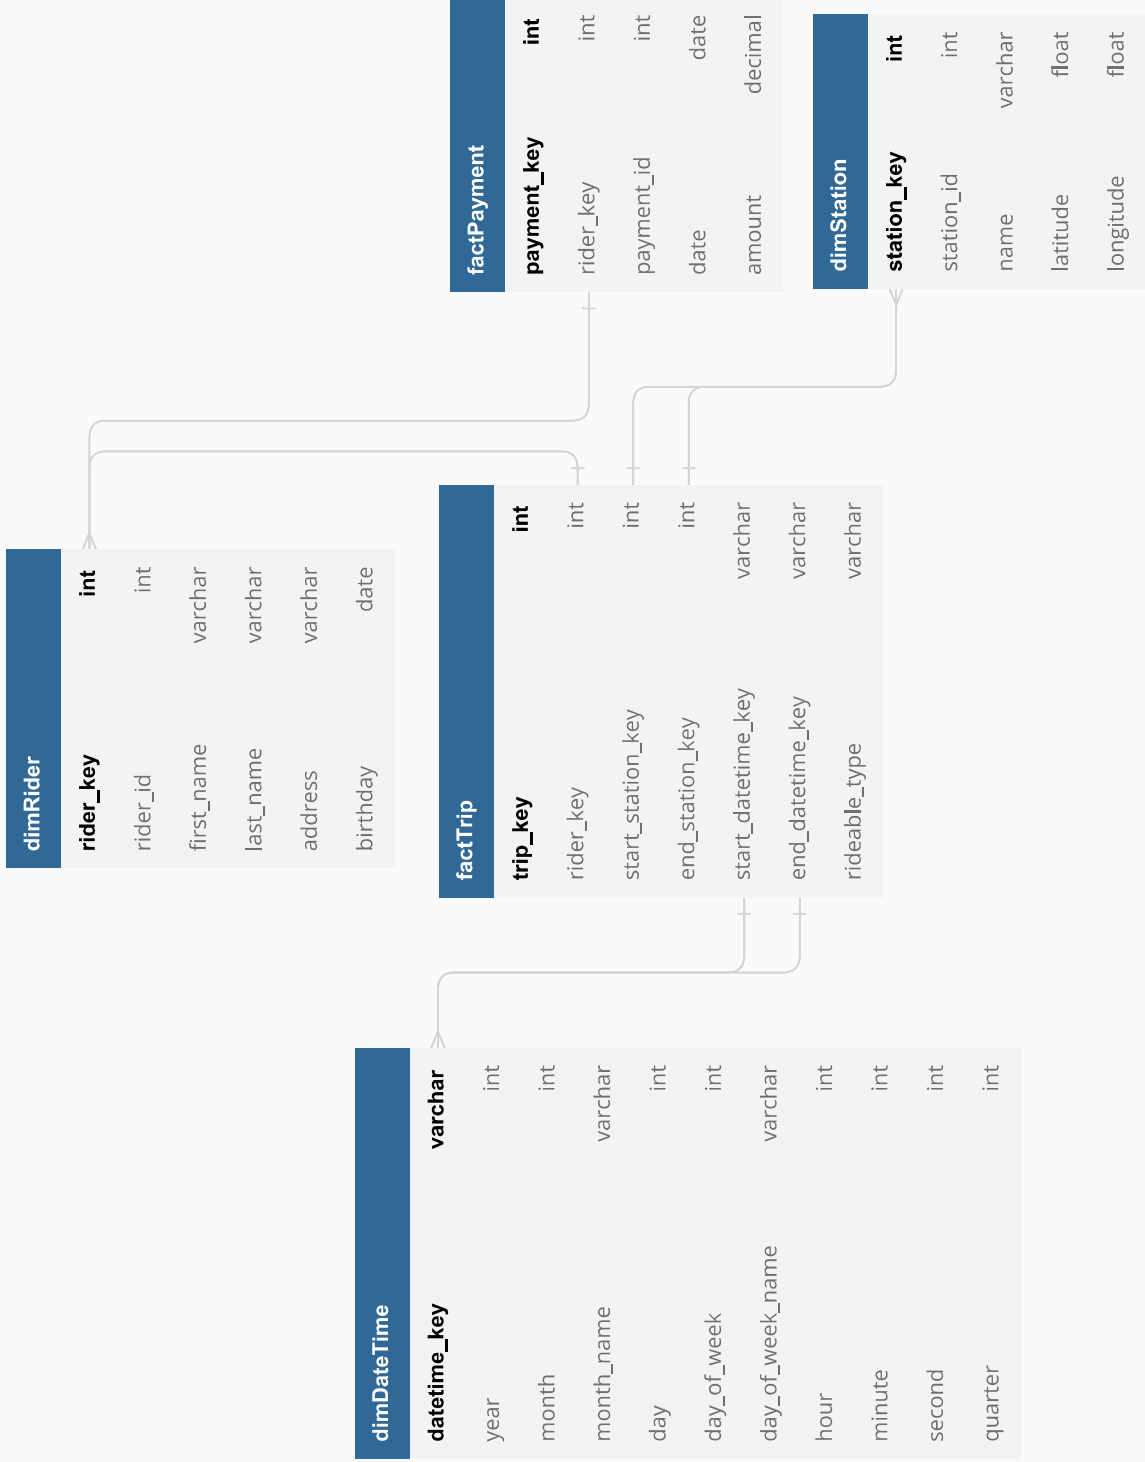 dimDateTime
datetime_key varchar
year int
month int
month_name varchar
day int
day_of_week int
day_of_week_name varchar
hour int
minute int
second int
quarter int
dimRider
rider_key int
rider_id int
first_name varchar
last_name varchar
address varchar
birthday date
factTrip
trip_key int
rider_key int
start_station_key int
end_station_key int
start_datetime_key varchar
end_datetime_key varchar
rideable_type varchar
factPayment
payment_key int
rider_key int
payment_id int
date date
amount decimal
dimStation
station_key int
station_id int
name varchar
latitude float
longitude float